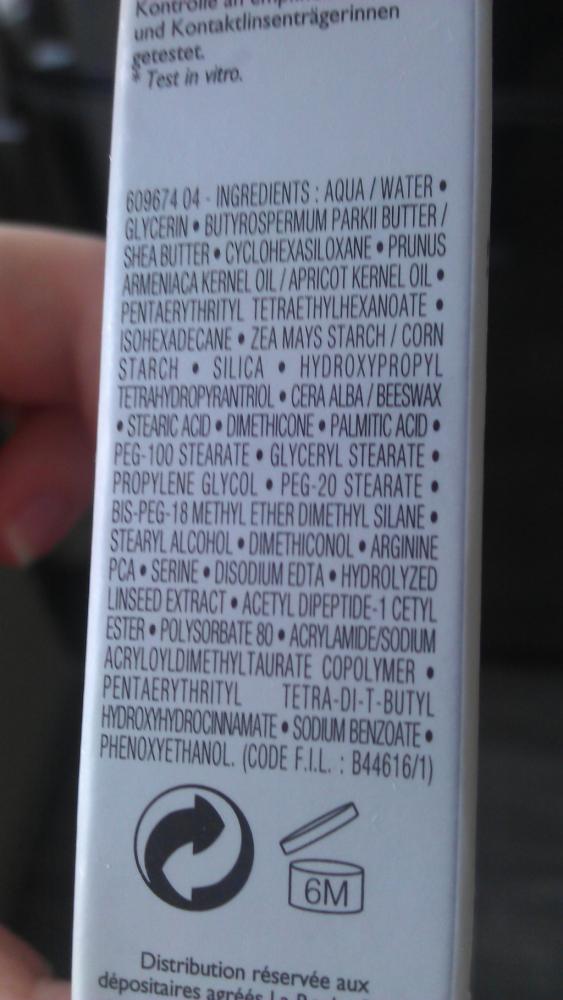 Kontrolle an
und Kontaktlinsenträgerinnen
getestet.
* Test in vitro.
609674 04 - INGREDIENTS : AQUA / WATER •
GLYCERIN • BUTYROSPERMUM PARKII BUTTER /
SHEA BUTTER • CYCLOHEXASILOXANE • PRUNUS
ARMENIACA KERNEL OIL / APRICOT KERNEL OIL •
PENTAERYTHRITYL TETRAETHYLHEXANOATE •
ISOHEXADECANE • ZEA MAYS STARCH / CORN
STARCH • SILICA • HYDROXYPROPYL
TETRAHYDROPYRANTRIOL • CERA ALBA / BEESWAX
• STEARIC ACID • DIMETHICONE • PALMITIC ACID •
PEG-100 STEARATE • GLYCERYL STEARATE •
PROPYLENE GLYCOL • PEG-20 STEARATE •
BIS-PEG-18 METHYL ETHER DIMETHYL SILANE •
STEARYL ALCOHOL • DIMETHICONOL • ARGININE
PCA • SERINE • DISODIUM EDTA • HYDROLYZED
LINSEED EXTRACT • ACETYL DIPEPTIDE-1 CETYL
ESTER • POLYSORBATE 80 • ACRYLAMIDE/SODIUM
ACRYLOYLDIMETHYLTAURATE COPOLYMER •
PENTAERYTHRITYL TETRA-DI-T-BUTYL
HYDROXYHYDROCINNAMATE • SODIUM BENZOATE •
PHENOXYETHANOL. (CODE F.I.L. : B44616/1)
6M
Distribution réservée aux
dépositaires agréés La